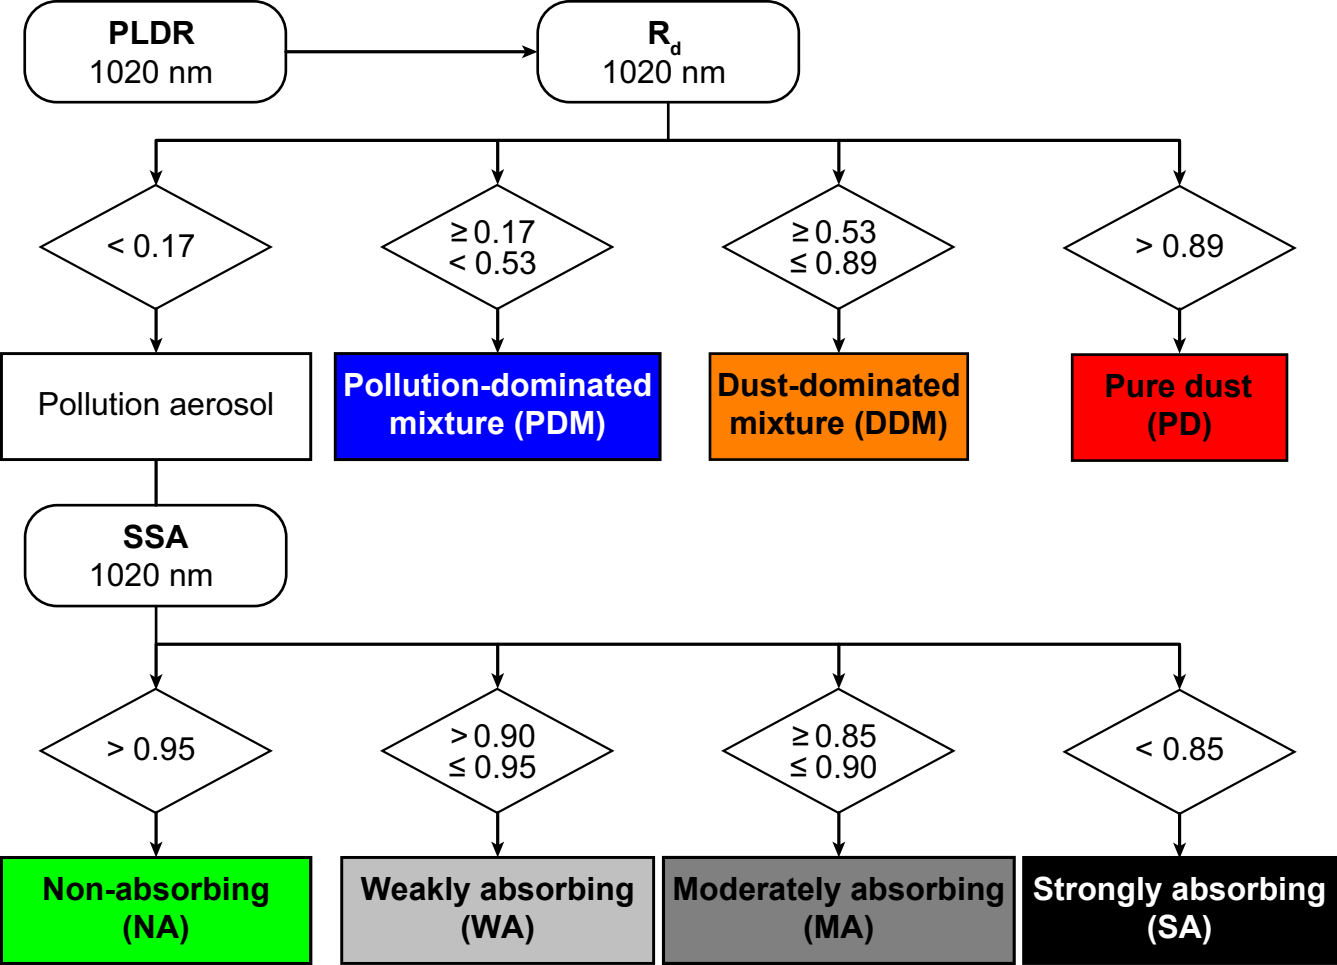 PLDR
1020 nm
R_d
1020 nm
< 0.17
≥ 0.17
< 0.53
≥ 0.53
≤ 0.89
> 0.89
Pollution aerosol
Pollution-dominated
mixture (PDM)
Dust-dominated
mixture (DDM)
Pure dust
(PD)
SSA
1020 nm
> 0.95
> 0.90
≤ 0.95
≥ 0.85
≤ 0.90
< 0.85
Non-absorbing
(NA)
Weakly absorbing
(WA)
Moderately absorbing
(MA)
Strongly absorbing
(SA)